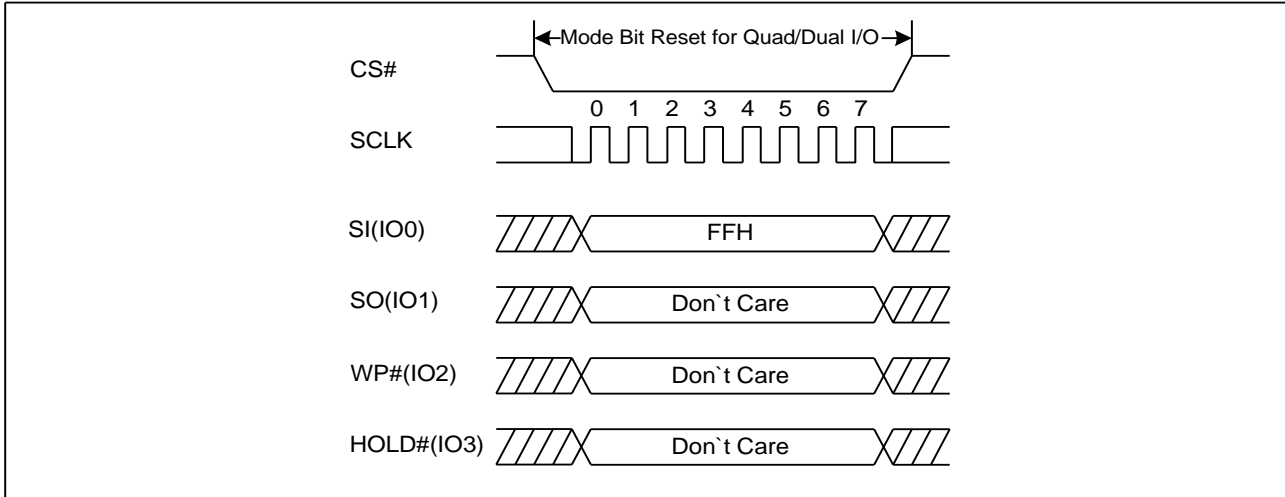 Mode Bit Reset for Quad/Dual I/O
CS#
0 1 2 3 4 5 6 7
SCLK
SI(IO0) FFH
SO(IO1) Don`t Care
WP#(IO2) Don`t Care
HOLD#(IO3) Don`t Care